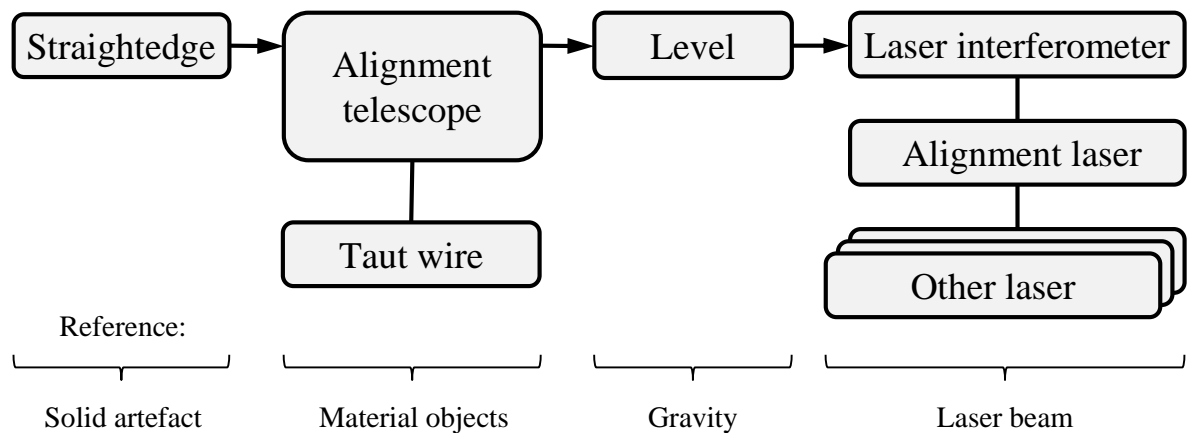 Straightedge
Alignment
telescope
Level
Laser interferometer
Alignment laser
Taut wire
Other laser
Reference:
Solid artefact
Material objects
Gravity
Laser beam